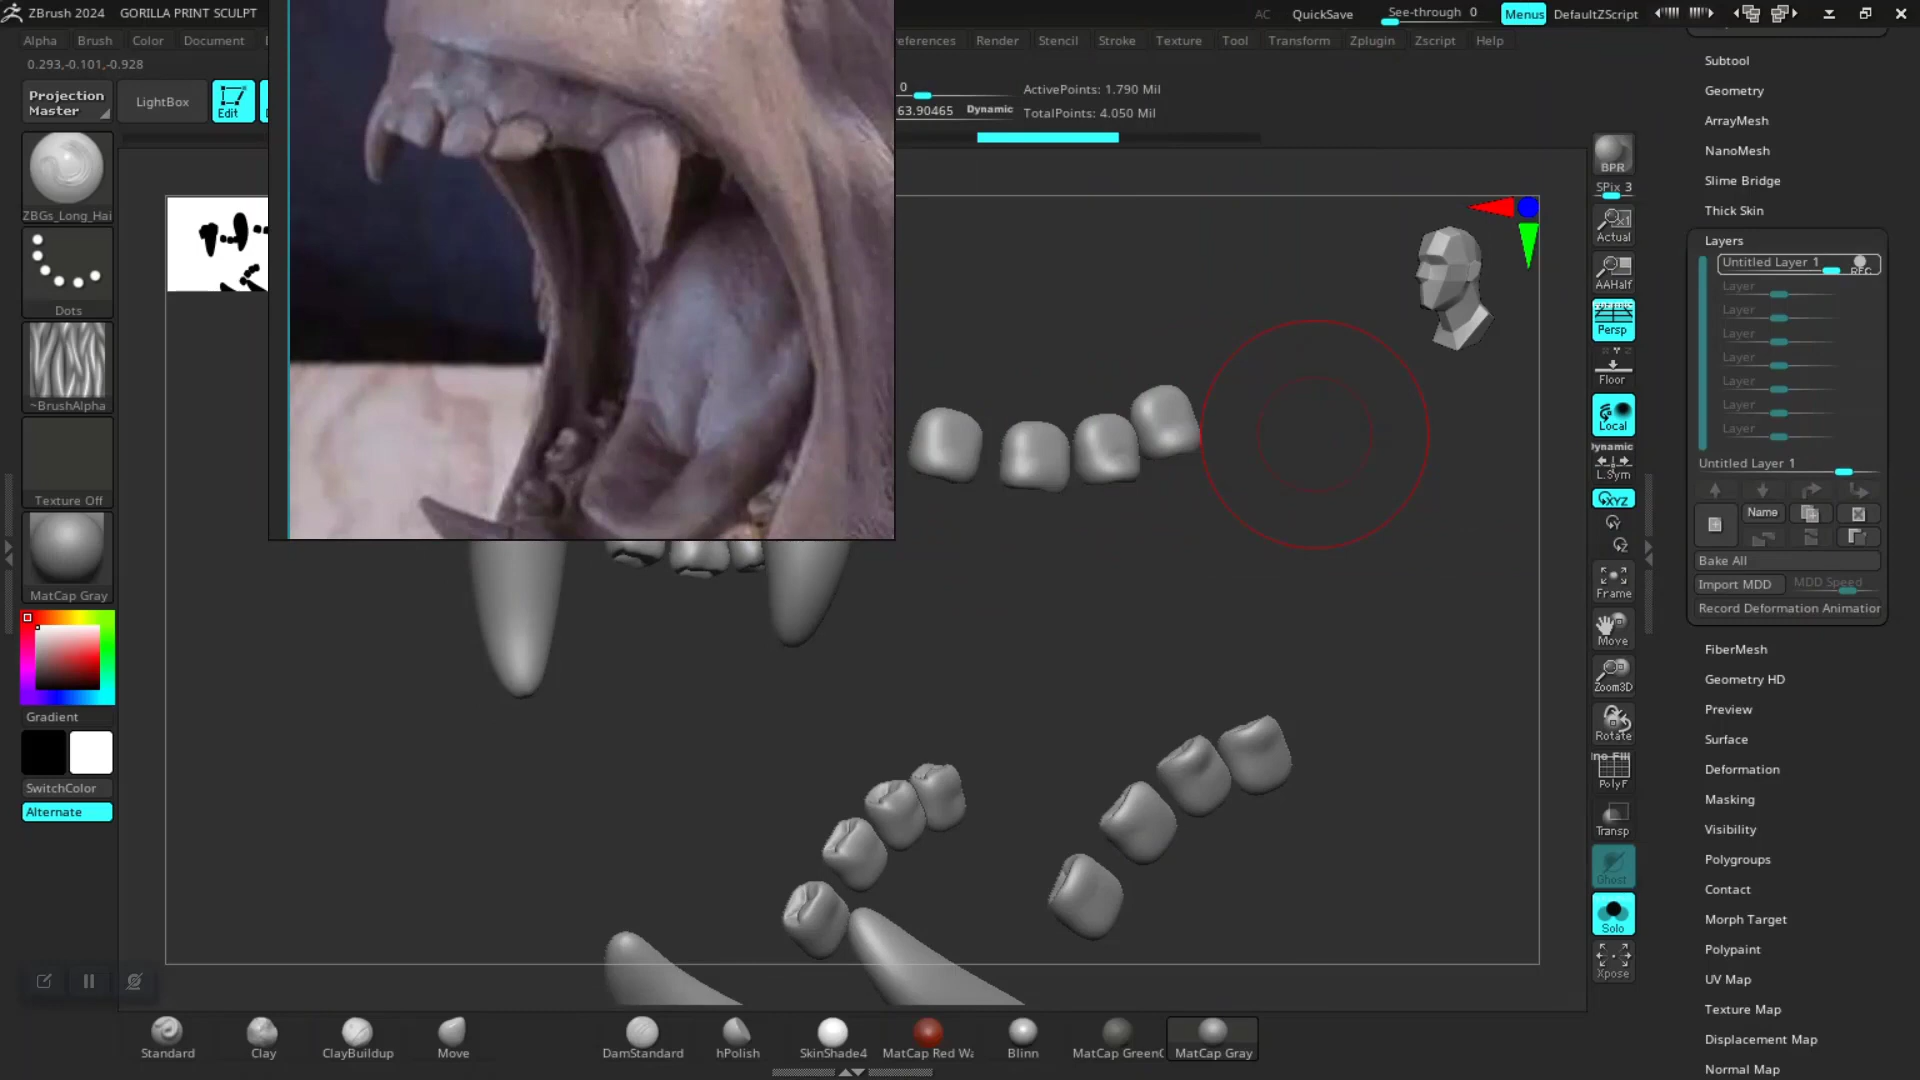 ZBrush 2024 GORILLA PRINT SCULPT AC QuickSave See-through 0 Menus DefaultZScript
Alpha Brush Color Document eferences Render Stencil Stroke Texture Tool Transform Zplugin Zscript Help
0.293,-0.101,-0.928
Projection
Master
LightBox
Edit
0
63.90465 Dynamic
ActivePoints: 1.790 Mil
TotalPoints: 4.050 Mil
ZBGs_Long_Hai
Dots
~BrushAlpha
Texture Off
MatCap Gray
Gradient
SwitchColor
Alternate
BPR
SPix 3
Actual
AAHalf
Persp
Floor
Local
Dynamic
L.Sym
XYZ
Frame
Move
Zoom3D
Rotate
PolyF
Transp
Ghost
Solo
Xpose
Subtool
Geometry
ArrayMesh
NanoMesh
Slime Bridge
Thick Skin
Layers
Untitled Layer 1 REC
Layer
Layer
Layer
Layer
Layer
Layer
Layer
Untitled Layer 1
Name
Bake All
Import MDD MDD Speed
Record Deformation Animation
FiberMesh
Geometry HD
Preview
Surface
Deformation
Masking
Visibility
Polygroups
Contact
Morph Target
Polypaint
UV Map
Texture Map
Displacement Map
Normal Map
Standard Clay ClayBuildup Move DamStandard hPolish SkinShade4 MatCap Red Wa Blinn MatCap GreenC MatCap Gray